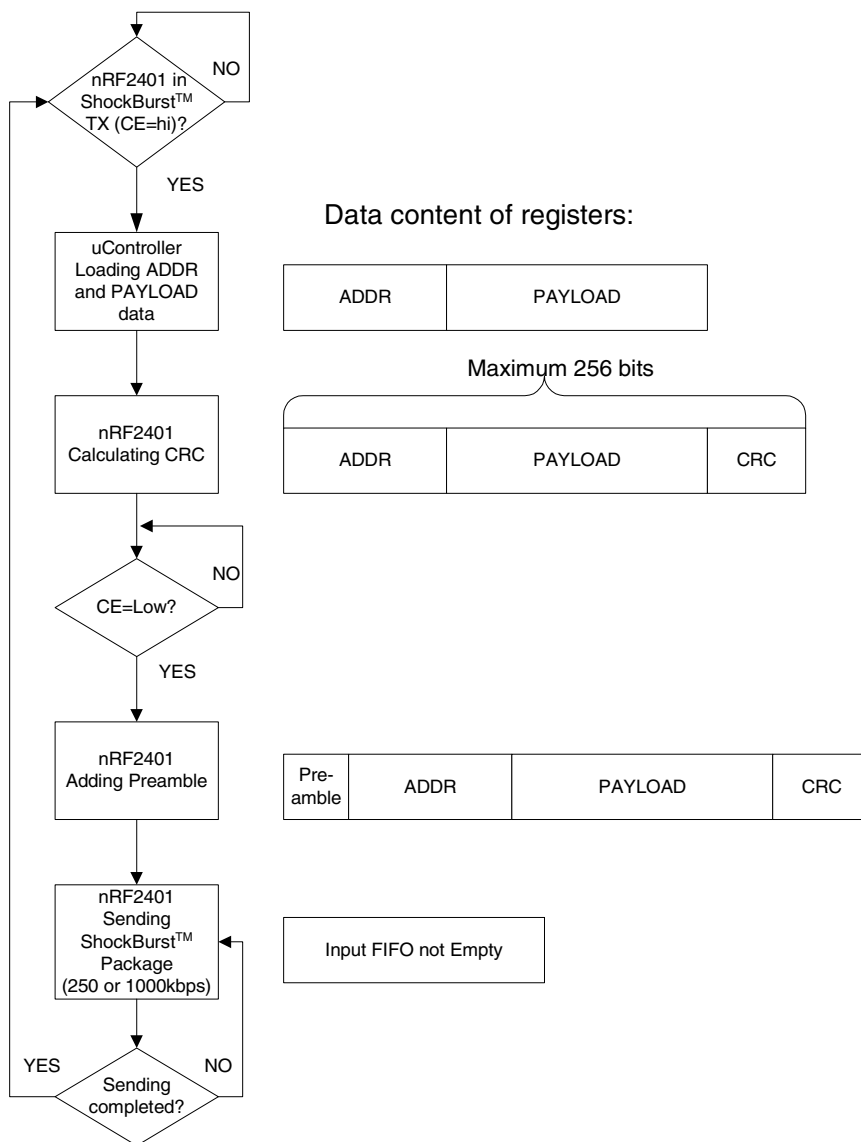 nRF2401 in
ShockBurst™
TX (CE=hi)?
NO
YES
Data content of registers:
uController
Loading ADDR
and PAYLOAD
data
ADDR
PAYLOAD
Maximum 256 bits
nRF2401
Calculating CRC
ADDR
PAYLOAD
CRC
CE=Low?
NO
YES
nRF2401
Adding Preamble
Pre-
amble
ADDR
PAYLOAD
CRC
nRF2401
Sending
ShockBurst™
Package
(250 or 1000kbps)
Input FIFO not Empty
YES
NO
Sending
completed?